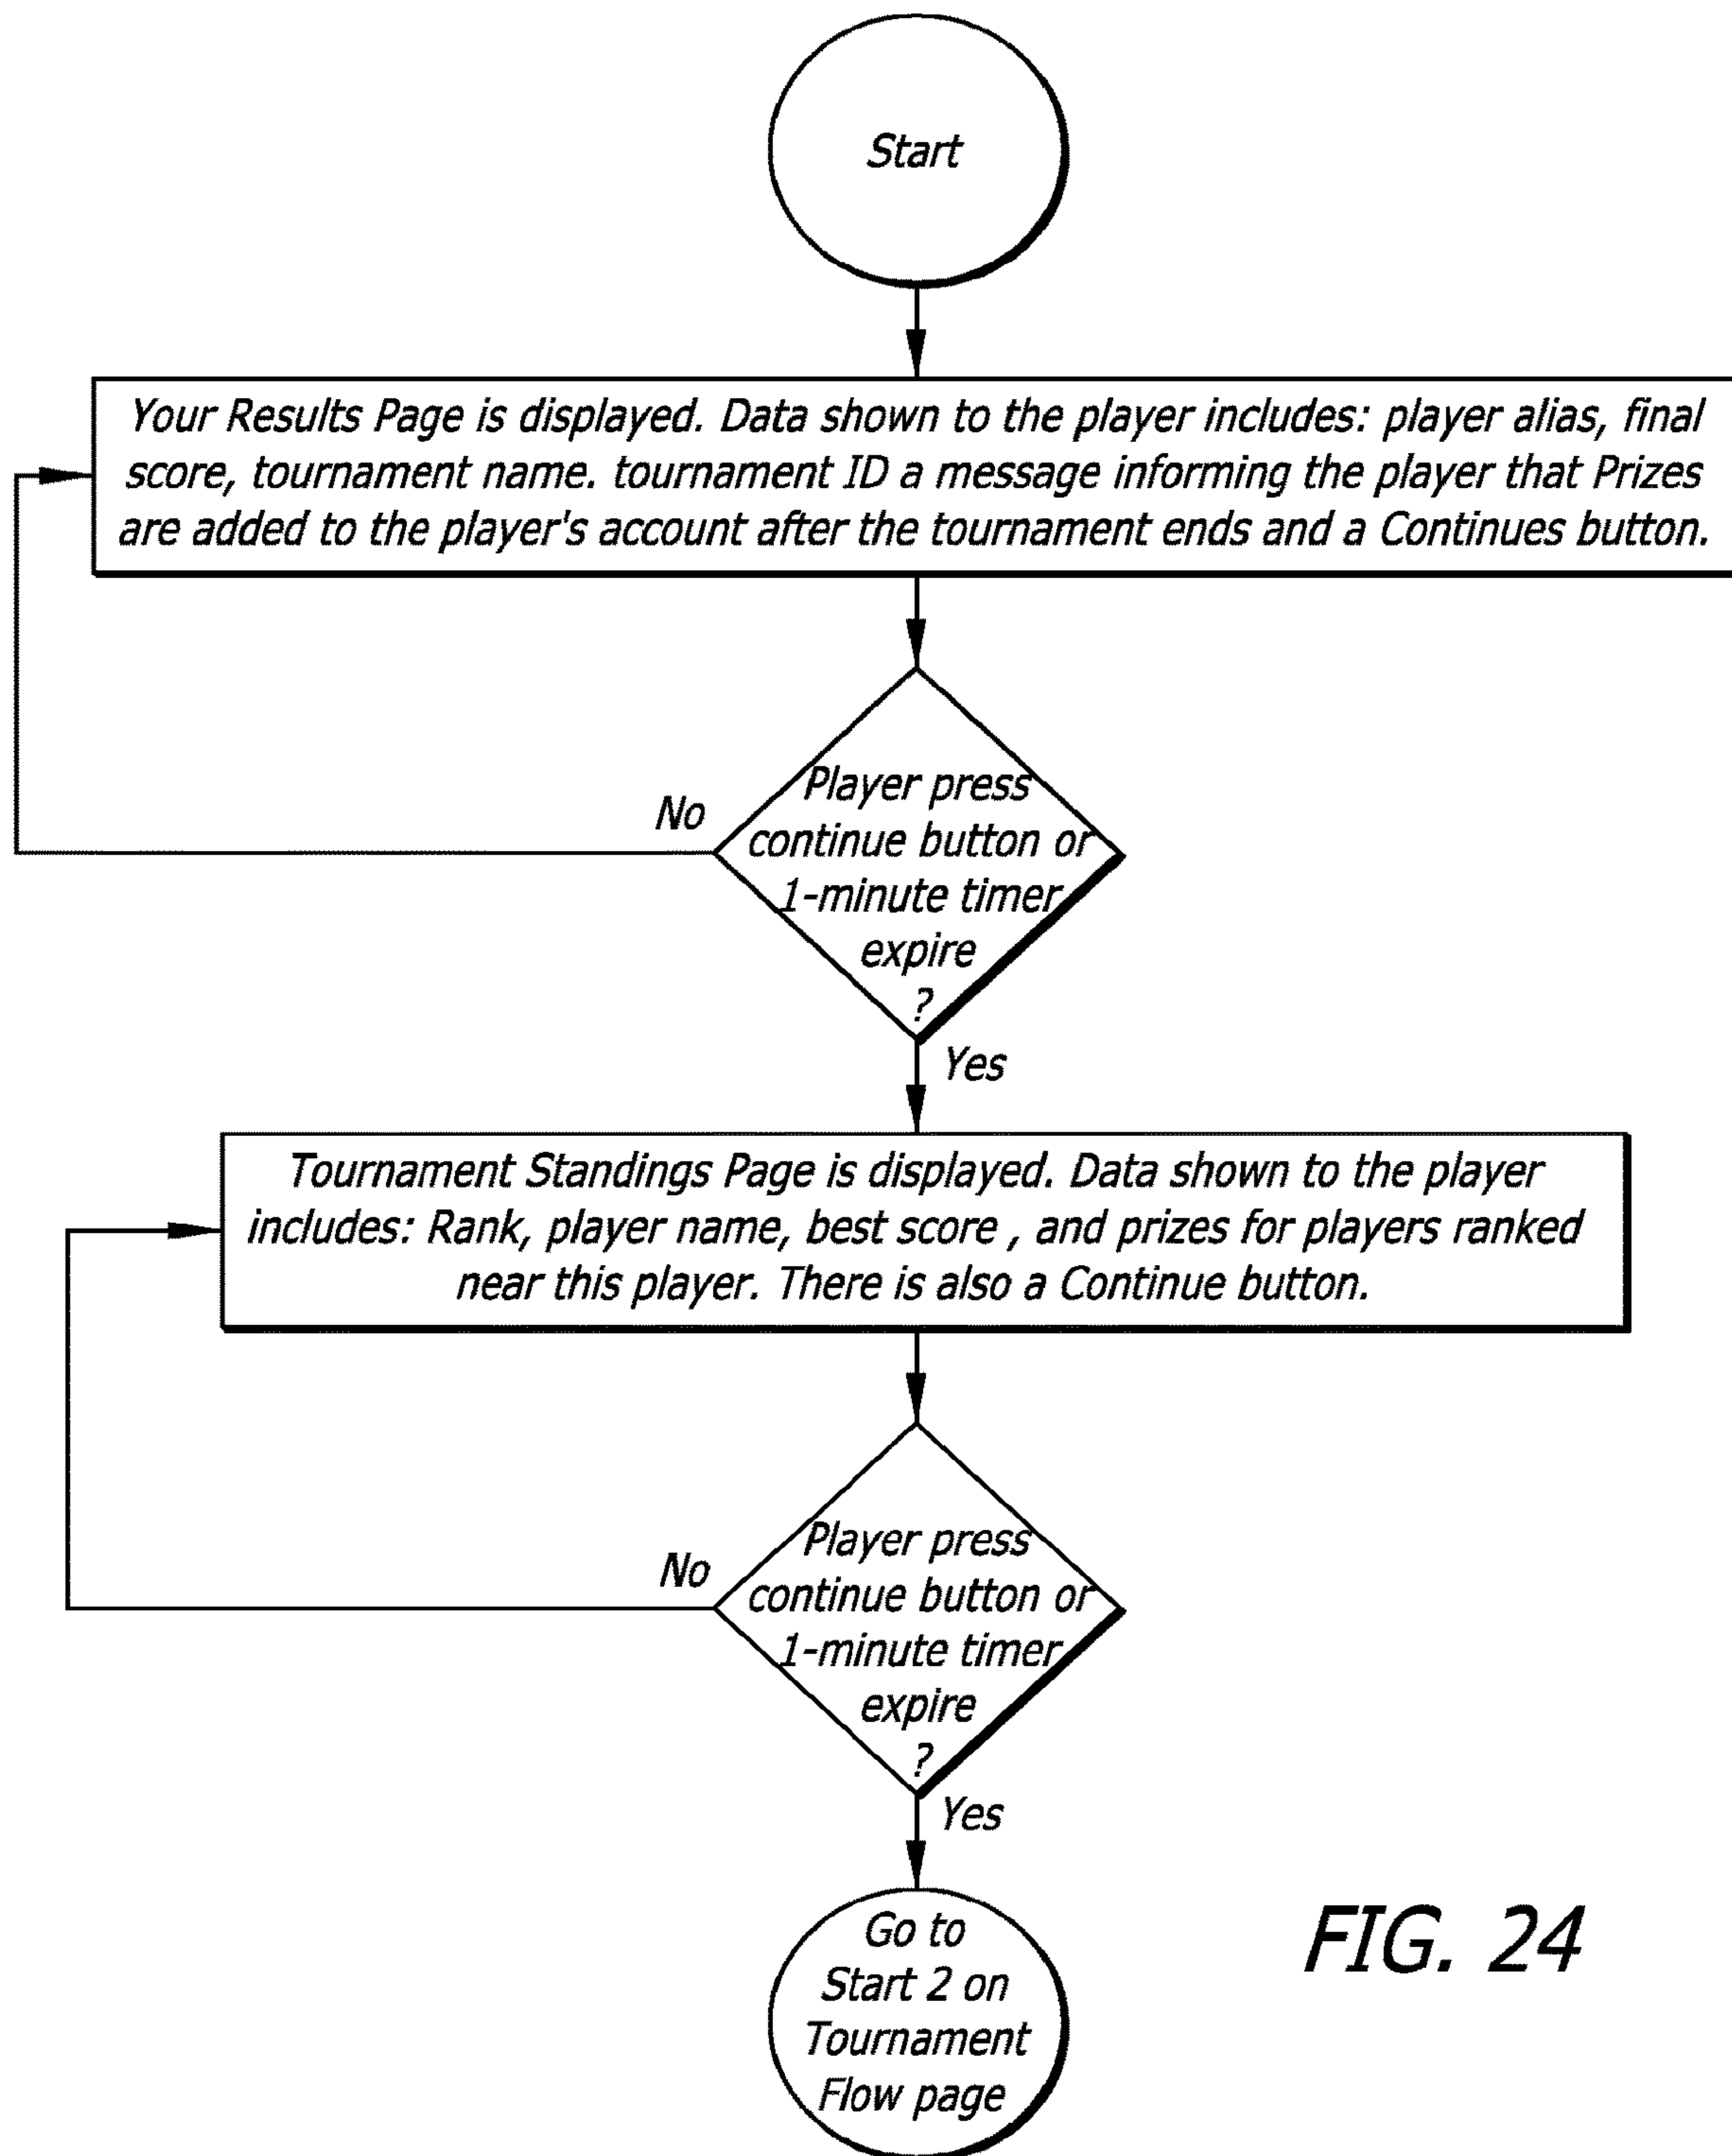 Start
Your Results Page is displayed. Data shown to the player includes: player alias, final
score, tournament name. tournament ID a message informing the player that Prizes
are added to the player's account after the tournament ends and a Continues button.
Player press
continue button or
1-minute timer
expire
?
No
Yes
Tournament Standings Page is displayed. Data shown to the player
includes: Rank, player name, best score , and prizes for players ranked
near this player. There is also a Continue button.
Player press
continue button or
1-minute timer
expire
?
No
Yes
Go to
Start 2 on
Tournament
Flow page
FIG. 24